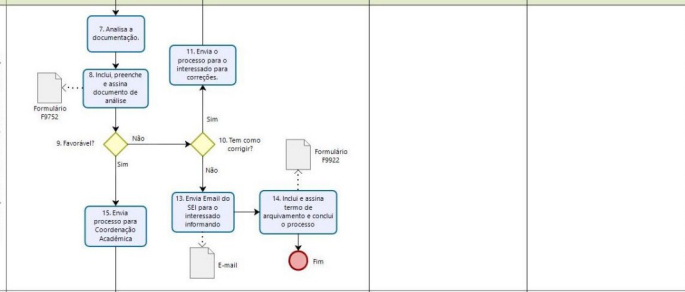 7. Analisa a
documentação.
11. Envia o
processo para o
interessado para
correções.
8. Inclui, preenche
e assina
documento de
análise
Formulário
F9752
Sim
9. Favorável?
Não
10. Tem como
corrigir?
Formulário
F9922
Sim
Não
13. Envia Email do
SEI para o
interessado
informando
14. Inclui e assina
termo de
arquivamento e conclui
o processo
15. Envia
processo para
Coordenação
Acadêmica
E-mail
Fim